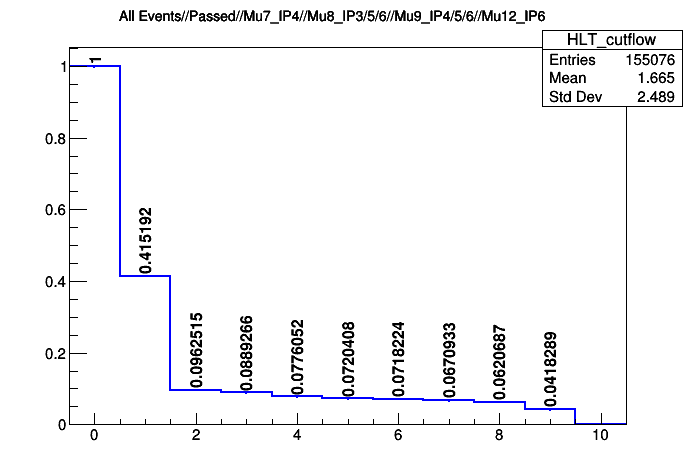 All Events//Passed//Mu7_IP4//Mu8_IP3/5/6//Mu9_IP4/5/6//Mu12_IP6
HLT_cutflow
Entries 155076
Mean 1.665
Std Dev 2.489
1
0.8
0.6
0.4
0.2
0
1
0.415192
0.0962515
0.0889266
0.0776052
0.0720408
0.0718224
0.0670933
0.0620687
0.0418289
0 2 4 6 8 10